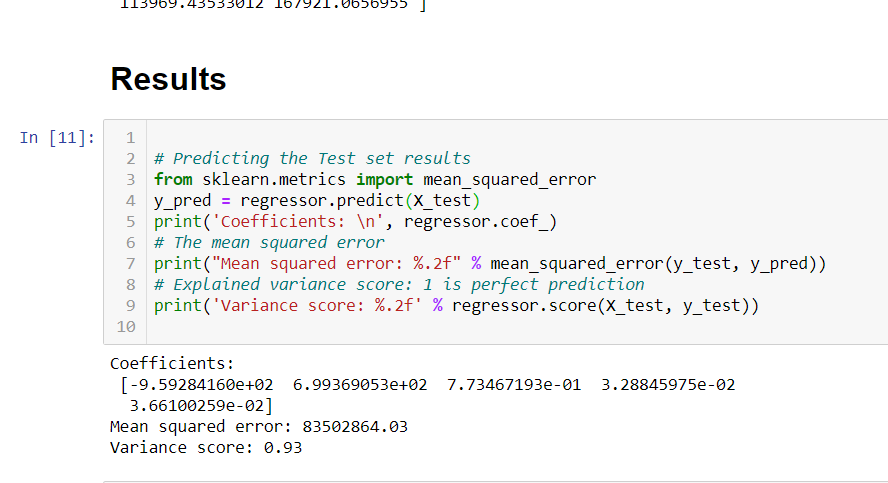 113969.43533012 167921.0656955 ]
Results
In [11]:
1
2 # Predicting the Test set results
3 from sklearn.metrics import mean_squared_error
4 y_pred = regressor.predict(X_test)
5 print('Coefficients: \n', regressor.coef_)
6 # The mean squared error
7 print("Mean squared error: %.2f" % mean_squared_error(y_test, y_pred))
8 # Explained variance score: 1 is perfect prediction
9 print('Variance score: %.2f' % regressor.score(X_test, y_test))
10
Coefficients:
[-9.59284160e+02 6.99369053e+02 7.73467193e-01 3.28845975e-02
3.66100259e-02]
Mean squared error: 83502864.03
Variance score: 0.93